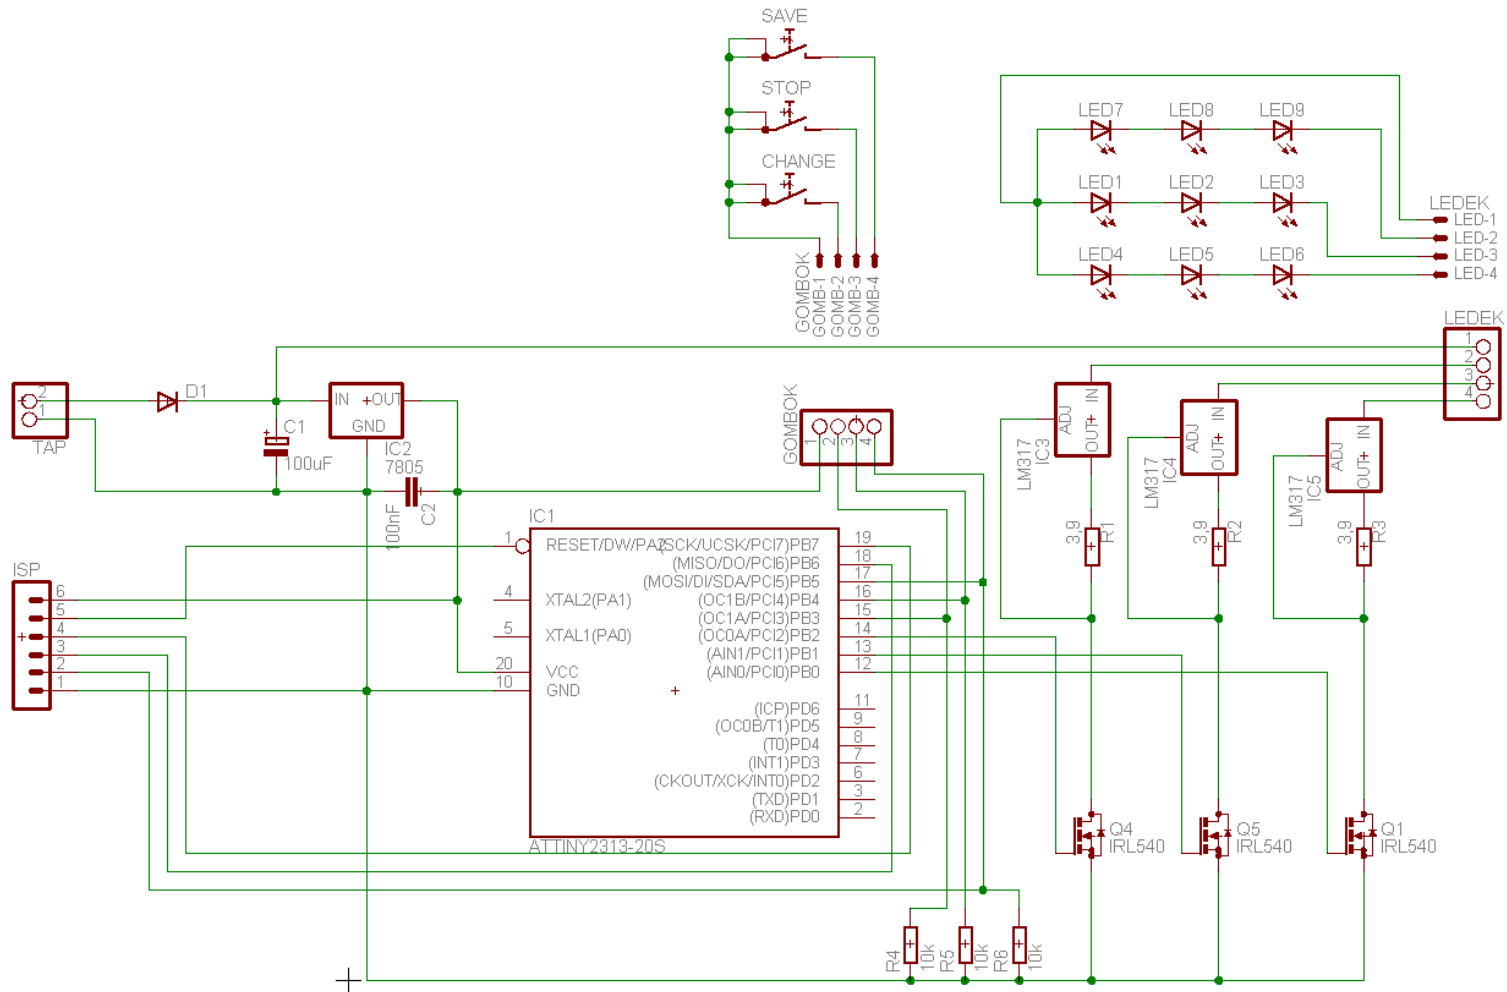 SAVE
STOP
CHANGE
GOMBOK
GOMB-1
GOMB-2
GOMB-3
GOMB-4
LED7 LED8 LED9
LED1 LED2 LED3
LED4 LED5 LED6
LEDEK
LED-1
LED-2
LED-3
LED-4
LEDEK
1
2
3
4
2
1
TAP
D1
C1
100uF
IN +OUT
GND
IC2
7805
100nF
C2
GOMBOK
1
2
3
4
LM317
IC3
ADJ
IN
OUT+
LM317
IC4
ADJ
IN
OUT+
LM317
IC5
ADJ
IN
OUT+
3,9
R1
3,9
R2
3,9
R3
ISP
6
5
4
3
2
1
IC1
1 RESET/DW/PA2
4 XTAL2(PA1)
5 XTAL1(PA0)
20 VCC
10 GND
(SCK/UCSK/PCI7)PB7 19
(MISO/DO/PCI6)PB6 18
(MOSI/DI/SDA/PCI5)PB5 17
(OC1B/PCI4)PB4 16
(OC1A/PCI3)PB3 15
(OC0A/PCI2)PB2 14
(AIN1/PCI1)PB1 13
(AIN0/PCI0)PB0 12
(ICP)PD6 11
(OC0B/T1)PD5 9
(T0)PD4 8
(INT1)PD3 7
(CKOUT/XCK/INT0)PD2 6
(TXD)PD1 3
(RXD)PD0 2
ATTINY2313-20S
Q4
IRL540
Q5
IRL540
Q1
IRL540
R4
10k
R5
10k
R6
10k